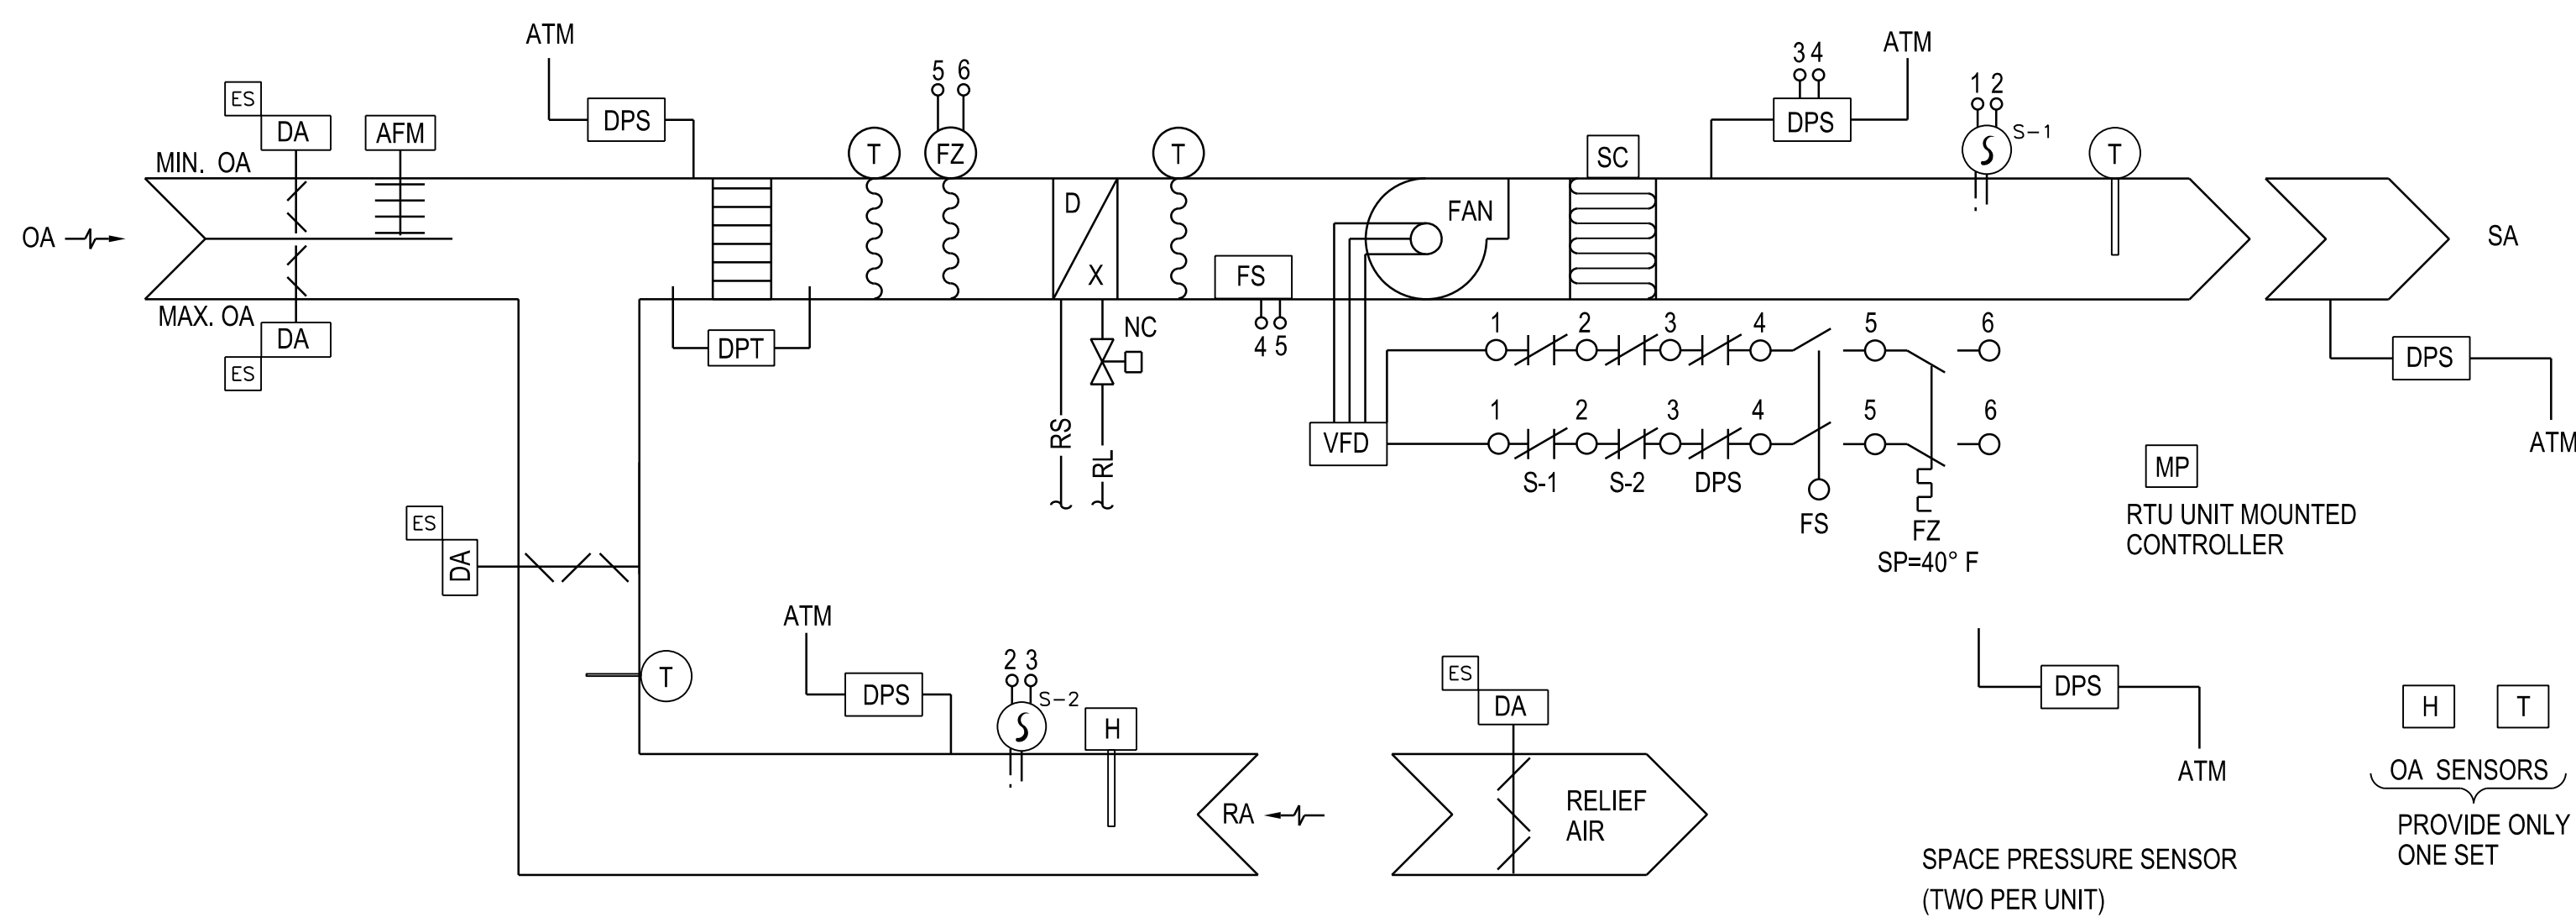 ATM
ES
DA
AFM
MIN. OA
OA
MAX. OA
DA
ES
DPS
5 6
T
FZ
T
D
X
DPT
NC
RS
RL
FS
4 5
FAN
SC
3 4
DPS
ATM
1 2
S-1
T
SA
DPS
ATM
VFD
1 2 3 4 5 6
1 2 3 4 5 6
S-1 S-2 DPS
FS
FZ
SP=40° F
MP
RTU UNIT MOUNTED
CONTROLLER
ES
DA
T
ATM
DPS
2 3
S-2
H
RA
ES
DA
RELIEF
AIR
DPS
ATM
SPACE PRESSURE SENSOR
(TWO PER UNIT)
H T
OA SENSORS
PROVIDE ONLY
ONE SET